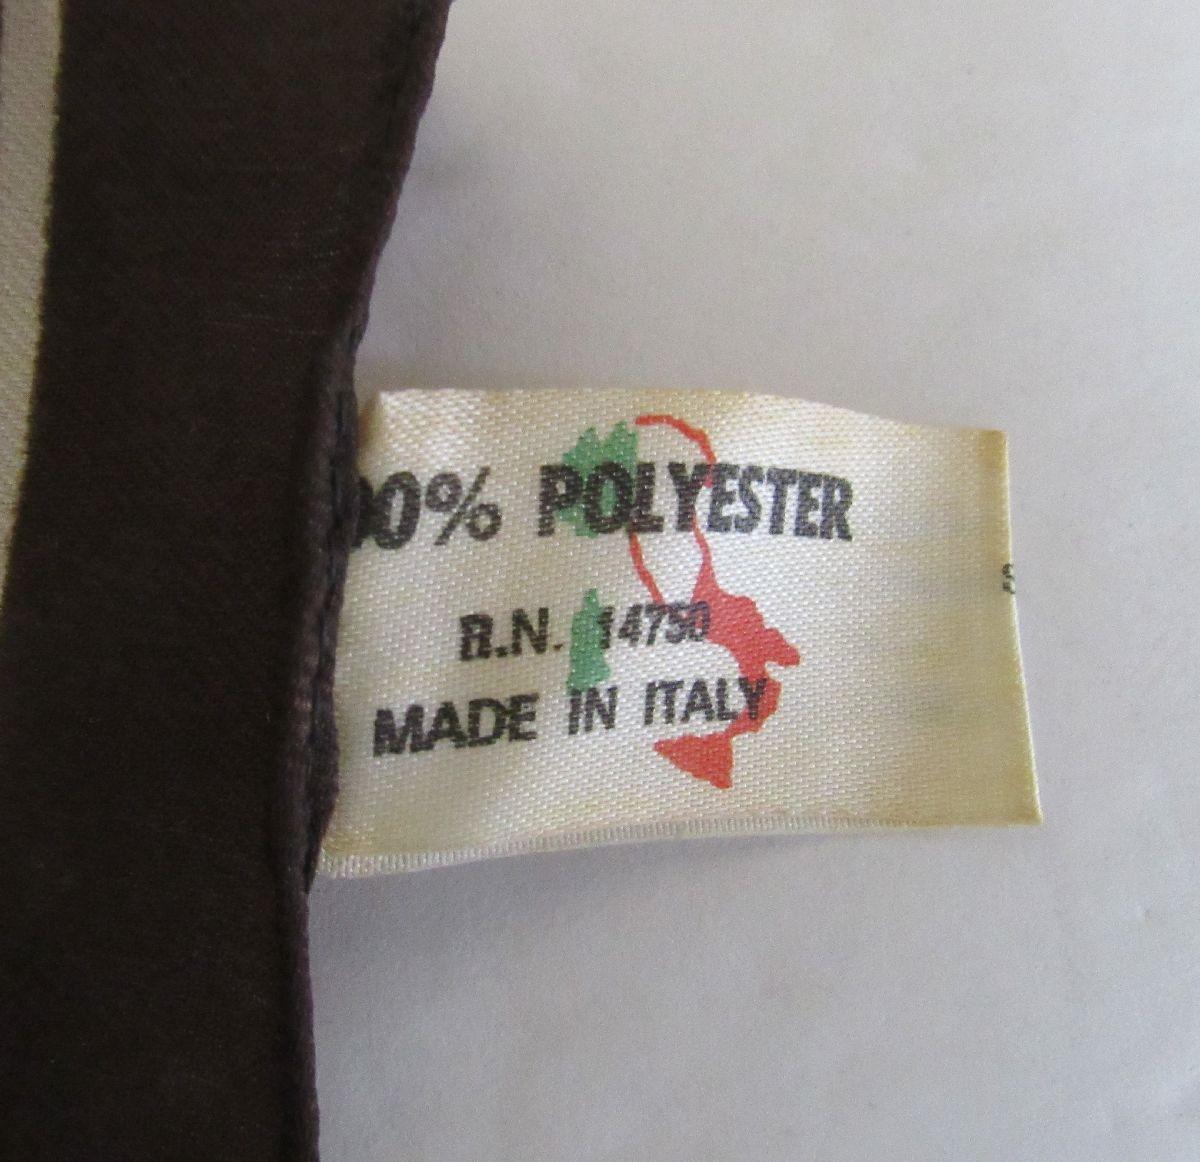 00% POLYESTER
R.N. 14750
MADE IN ITALY